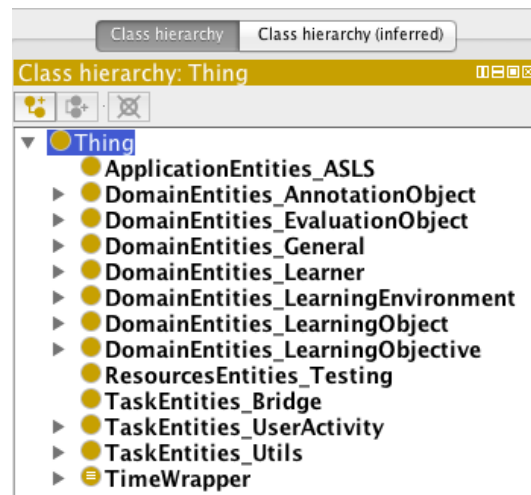 Class hierarchy Class hierarchy (inferred)
Class hierarchy: Thing
Thing
ApplicationEntities_ASLS
DomainEntities_AnnotationObject
DomainEntities_EvaluationObject
DomainEntities_General
DomainEntities_Learner
DomainEntities_LearningEnvironment
DomainEntities_LearningObject
DomainEntities_LearningObjective
ResourcesEntities_Testing
TaskEntities_Bridge
TaskEntities_UserActivity
TaskEntities_Utils
TimeWrapper